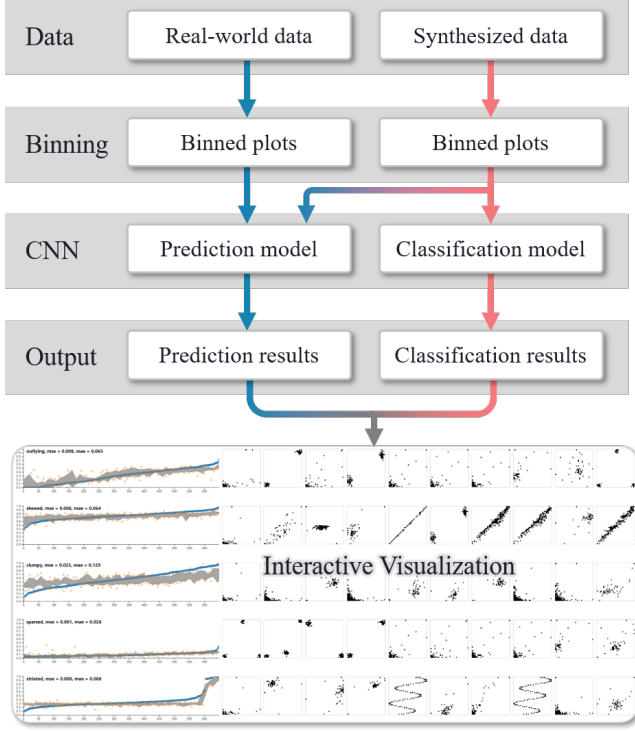 Data
Real-world data
Synthesized data
Binning
Binned plots
Binned plots
CNN
Prediction model
Classification model
Output
Prediction results
Classification results
outlying, mse = 0.008, mae = 0.065
skewed, mse = 0.006, mae = 0.064
Interactive Visualization
clumpy, mse = 0.025, mae = 0.129
sparsed, mse = 0.001, mae = 0.026
striated, mse = 0.008, mae = 0.068